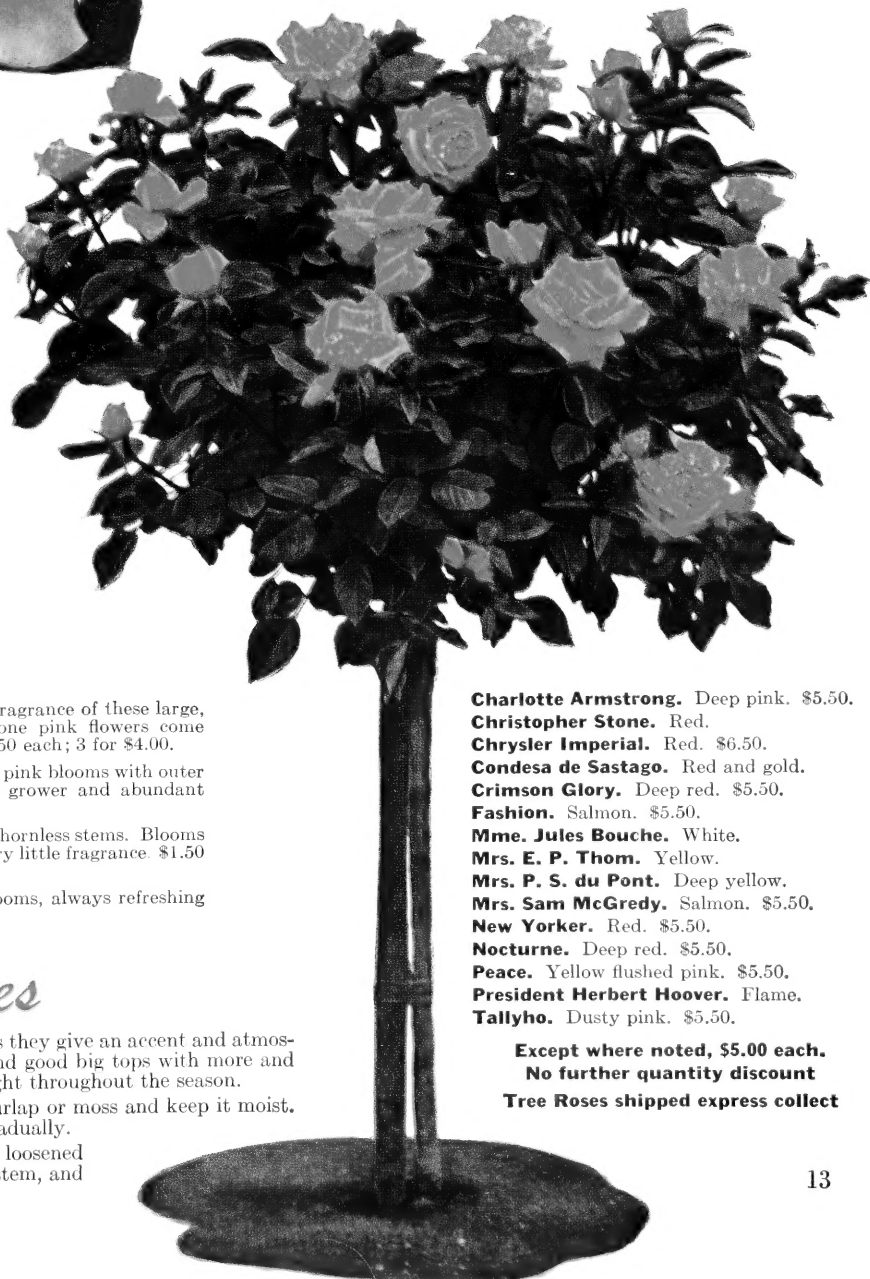 ragrance of these large,
one pink flowers come
50 each; 3 for $4.00.
pink blooms with outer
grower and abundant
hornless stems. Blooms
ry little fragrance. $1.50
ooms, always refreshing
es
s they give an accent and atmos-
nd good big tops with more and
ght throughout the season.
urlap or moss and keep it moist.
adually.
loosened
stem, and
Charlotte Armstrong. Deep pink. $5.50.
Christopher Stone. Red.
Chrysler Imperial. Red. $6.50.
Condesa de Sastago. Red and gold.
Crimson Glory. Deep red. $5.50.
Fashion. Salmon. $5.50.
Mme. Jules Bouche. White.
Mrs. E. P. Thom. Yellow.
Mrs. P. S. du Pont. Deep yellow.
Mrs. Sam McGredy. Salmon. $5.50.
New Yorker. Red. $5.50.
Nocturne. Deep red. $5.50.
Peace. Yellow flushed pink. $5.50.
President Herbert Hoover. Flame.
Tallyho. Dusty pink. $5.50.
Except where noted, $5.00 each.
No further quantity discount
Tree Roses shipped express collect
13